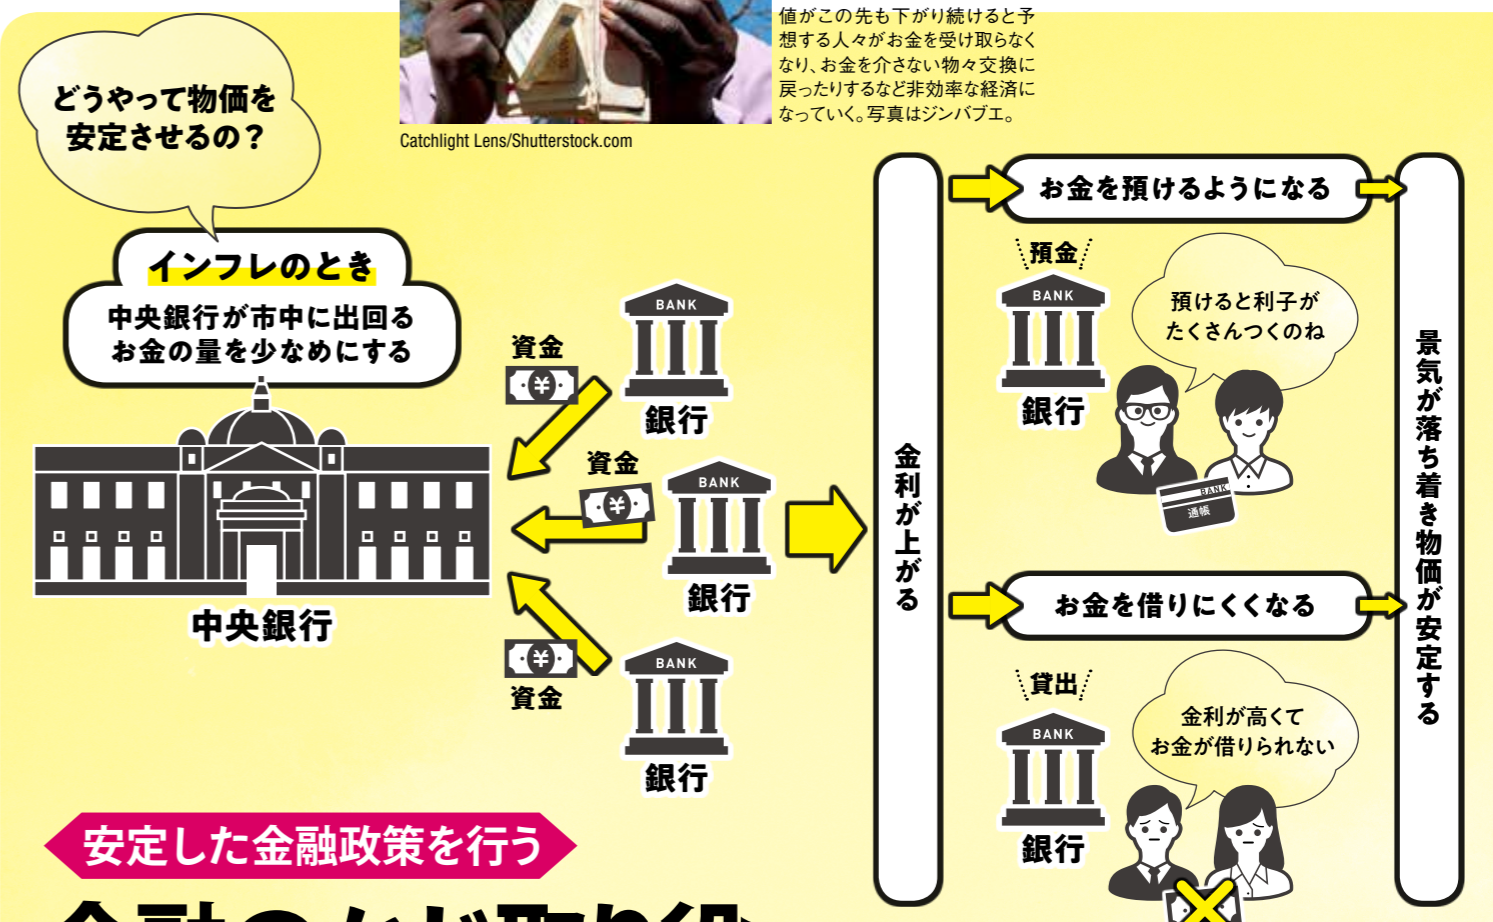 値がこの先も下がり続けると予
想する人々がお金を受け取らなく
なり、お金を介さない物々交換に
戻ったりするなど非効率な経済に
なっていく。写真はジンバブエ。
Catchlight Lens/Shutterstock.com
どうやって物価を
安定させるの？
インフレのとき
中央銀行が市中に出回る
お金の量を少なめにする
中央銀行
資金
BANK
銀行
資金
BANK
銀行
資金
BANK
銀行
金利が上がる
お金を預けるようになる
預金
BANK
銀行
預けると利子が
たくさんつくのね
BANK
通帳
お金を借りにくくなる
貸出
BANK
銀行
金利が高くて
お金が借りられない
景気が落ち着き物価が安定する
安定した金融政策を行う